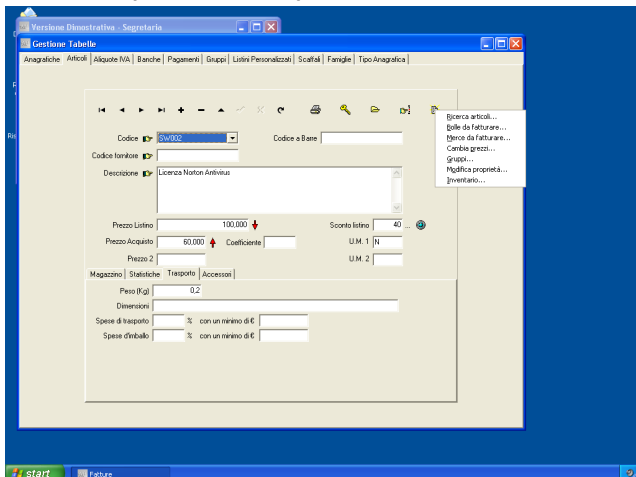 Versione Dimostrativa - Segretaria
Gestione Tabelle
Anagrafiche Articoli Aliquote IVA Banche Pagamenti Gruppi Listini Personalizzati Scaffali Famiglie Tipo Anagrafica
Ricerca articoli...
Bolle da fatturare...
Merce da fatturare...
Cambia prezzi...
Gruppi...
Modifica proprietà...
Inventario...
Codice SW002 Codice a Barre
Codice fornitore
Descrizione Licenza Norton Antivirus
Prezzo Listino 100,000 Sconto listino 40 ...
Prezzo Acquisto 60,000 Coefficiente U.M. 1 N
Prezzo 2 U.M. 2
Magazzino Statistiche Trasporto Accessori
Peso (Kg) 0,2
Dimensioni
Spese di trasporto % con un minimo di €
Spese d'imballo % con un minimo di €
start Fatture